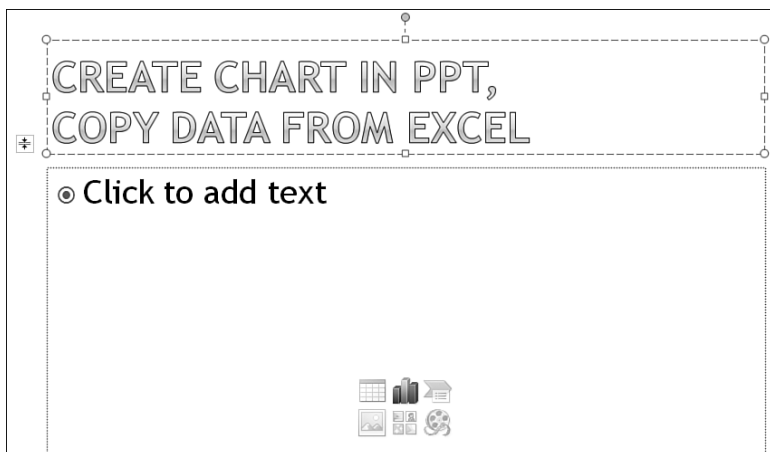 CREATE CHART IN PPT,
COPY DATA FROM EXCEL
Click to add text